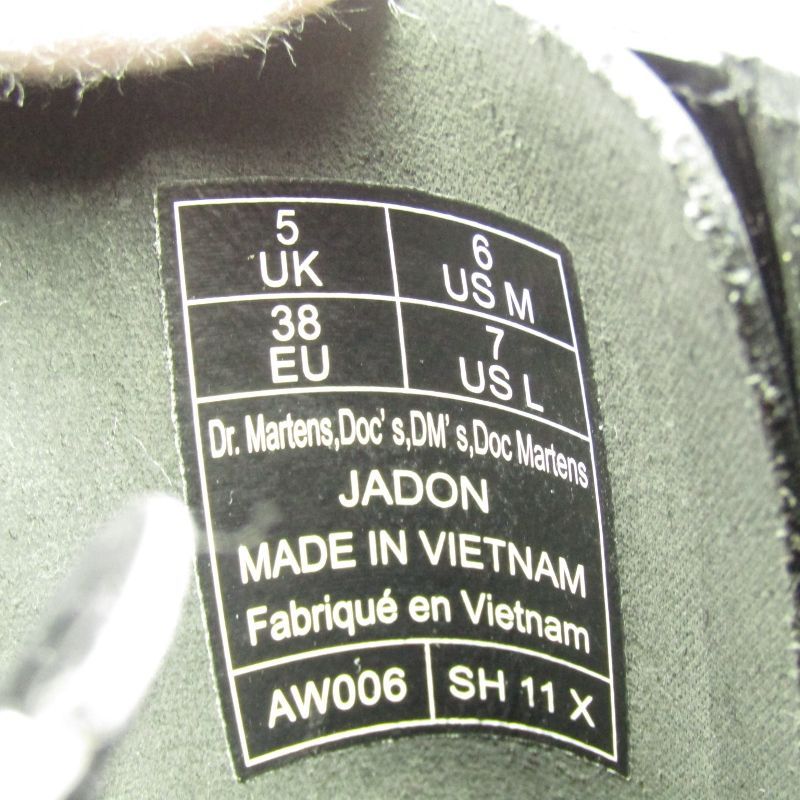 5 UK
6 US M
38 EU
7 US L
Dr. Martens,Doc's,DM's,Doc Martens
JADON
MADE IN VIETNAM
Fabriqué en Vietnam
AW006 SH 11 X